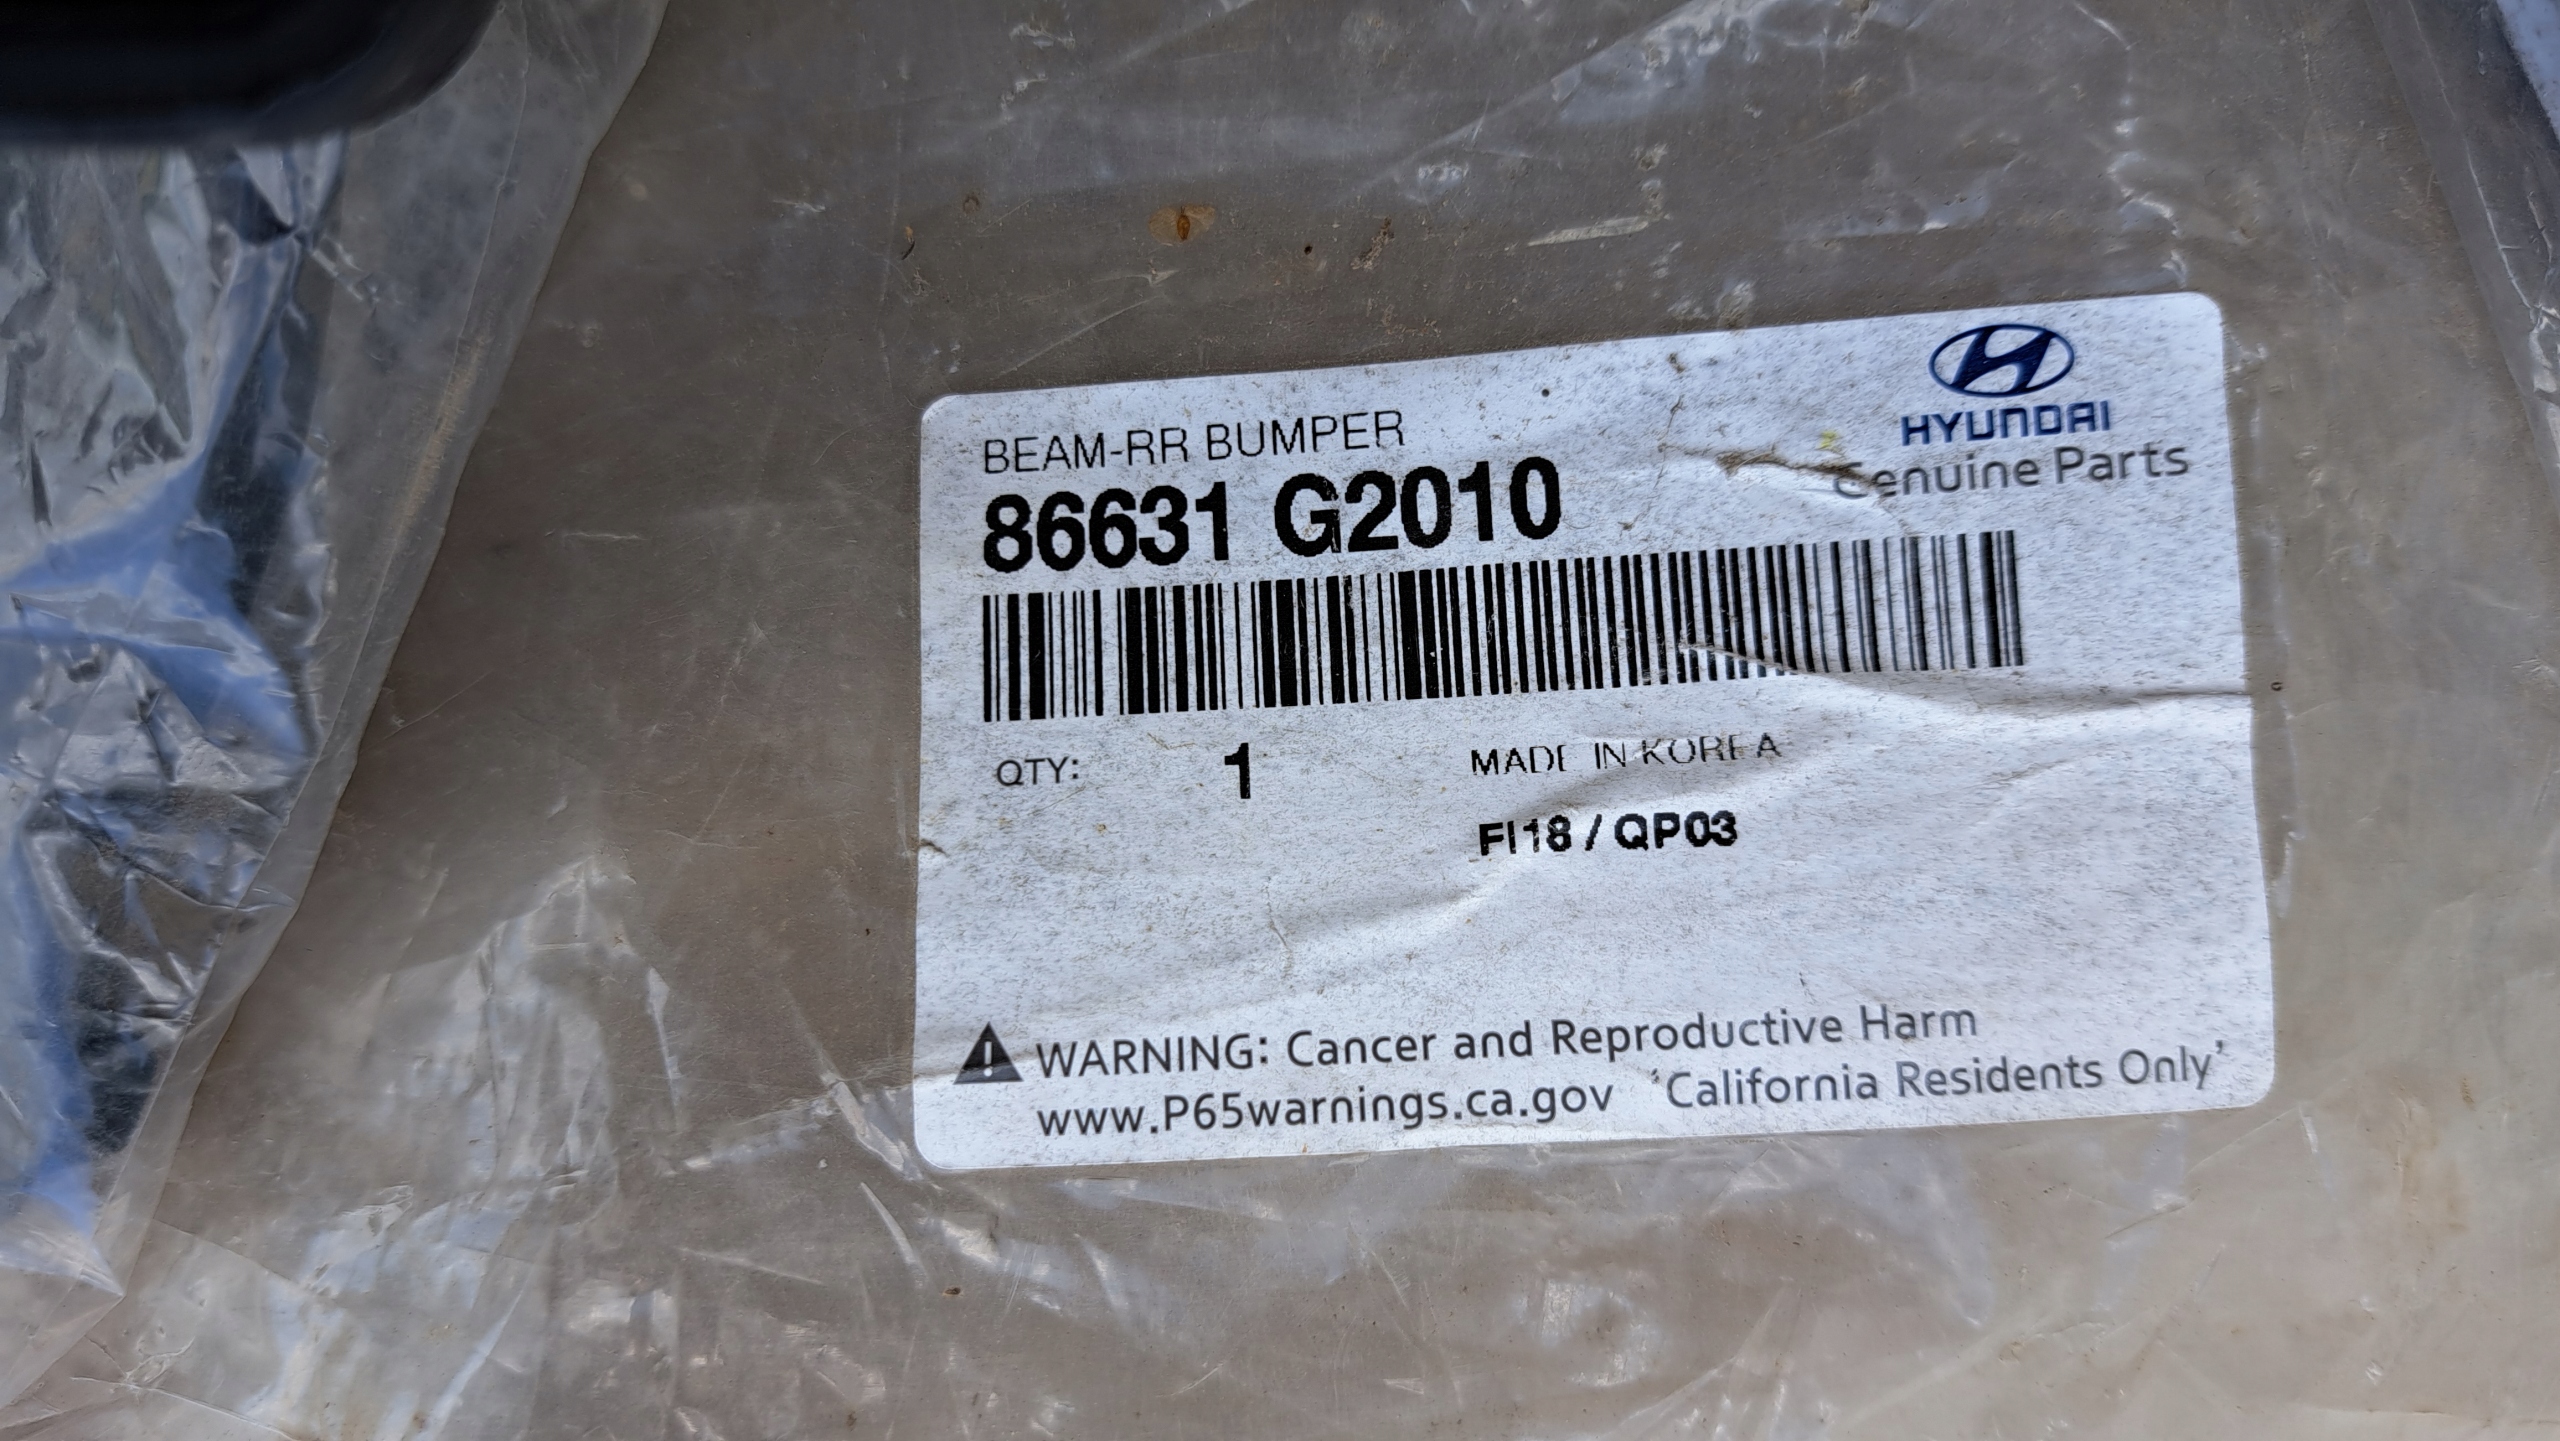 HYUNDAI
Genuine Parts
BEAM-RR BUMPER
86631 G2010
QTY: 1 MADE IN KOREA
FI18 / QP03
WARNING: Cancer and Reproductive Harm
www.P65warnings.ca.gov 'California Residents Only'